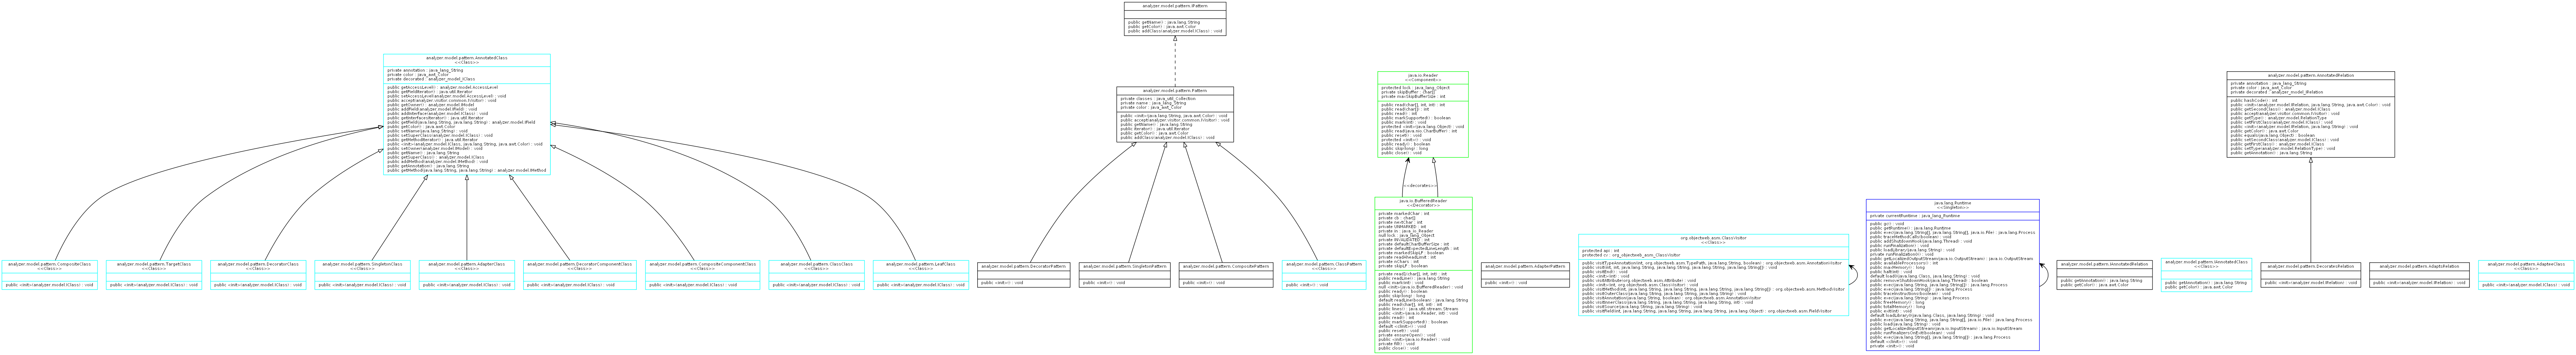 analyzer.model.pattern.IPattern
public getName() : java.lang.String
public getColor() : java.awt.Color
public addClass(analyzer.model.IClass) : void
analyzer.model.pattern.AnnotatedClass
<<Class>>
private annotation : java_lang_String
private color : java_awt_Color
private decorated : analyzer_model_IClass
public getAccessLevel() : analyzer.model.AccessLevel
public getFieldIterator() : java.util.Iterator
public setAccessLevel(analyzer.model.AccessLevel) : void
public accept(analyzer.visitor.common.IVisitor) : void
public getOwner() : analyzer.model.IModel
public addField(analyzer.model.IField) : void
public addInterface(analyzer.model.IClass) : void
public getInterfacesIterator() : java.util.Iterator
public getField(java.lang.String, java.lang.String) : analyzer.model.IField
public getColor() : java.awt.Color
public setName(java.lang.String) : void
public setSuperClass(analyzer.model.IClass) : void
public getMethodIterator() : java.util.Iterator
public <init>(analyzer.model.IClass, java.lang.String, java.awt.Color) : void
public setOwner(analyzer.model.IModel) : void
public getName() : java.lang.String
public getSuperClass() : analyzer.model.IClass
public addMethod(analyzer.model.IMethod) : void
public getAnnotation() : java.lang.String
public getMethod(java.lang.String, java.lang.String) : analyzer.model.IMethod
analyzer.model.pattern.Pattern
private classes : java_util_Collection
private name : java_lang_String
private color : java_awt_Color
public <init>(java.lang.String, java.awt.Color) : void
public accept(analyzer.visitor.common.IVisitor) : void
public getName() : java.lang.String
public iterator() : java.util.Iterator
public getColor() : java.awt.Color
public addClass(analyzer.model.IClass) : void
java.io.Reader
<<Component>>
protected lock : java_lang_Object
private skipBuffer : char[]
private maxSkipBufferSize : int
public read(char[], int, int) : int
public read(char[]) : int
public read() : int
public markSupported() : boolean
public mark(int) : void
protected <init>(java.lang.Object) : void
public read(java.nio.CharBuffer) : int
public reset() : void
protected <init>() : void
public ready() : boolean
public skip(long) : long
public close() : void
<<decorates>>
analyzer.model.pattern.AnnotatedRelation
private annotation : java_lang_String
private color : java_awt_Color
private decorated : analyzer_model_IRelation
public hashCode() : int
public <init>(analyzer.model.IRelation, java.lang.String, java.awt.Color) : void
public getSecondClass() : analyzer.model.IClass
public accept(analyzer.visitor.common.IVisitor) : void
public getType() : analyzer.model.RelationType
public setFirstClass(analyzer.model.IClass) : void
public <init>(analyzer.model.IRelation, java.lang.String) : void
public getColor() : java.awt.Color
public equals(java.lang.Object) : boolean
public setSecondClass(analyzer.model.IClass) : void
public getFirstClass() : analyzer.model.IClass
public setType(analyzer.model.RelationType) : void
public getAnnotation() : java.lang.String
analyzer.model.pattern.CompositeClass
<<Class>>
public <init>(analyzer.model.IClass) : void
analyzer.model.pattern.TargetClass
<<Class>>
public <init>(analyzer.model.IClass) : void
analyzer.model.pattern.DecoratorClass
<<Class>>
public <init>(analyzer.model.IClass) : void
analyzer.model.pattern.SingletonClass
<<Class>>
public <init>(analyzer.model.IClass) : void
analyzer.model.pattern.AdapterClass
<<Class>>
public <init>(analyzer.model.IClass) : void
analyzer.model.pattern.DecoratorComponentClass
<<Class>>
public <init>(analyzer.model.IClass) : void
analyzer.model.pattern.CompositeComponentClass
<<Class>>
public <init>(analyzer.model.IClass) : void
analyzer.model.pattern.ClassClass
<<Class>>
public <init>(analyzer.model.IClass) : void
analyzer.model.pattern.LeafClass
<<Class>>
public <init>(analyzer.model.IClass) : void
analyzer.model.pattern.DecoratorPattern
public <init>() : void
analyzer.model.pattern.SingletonPattern
public <init>() : void
analyzer.model.pattern.CompositePattern
public <init>() : void
analyzer.model.pattern.ClassPattern
<<Class>>
public <init>() : void
java.io.BufferedReader
<<Decorator>>
private markedChar : int
private cb : char[]
private nextChar : int
private UNMARKED : int
private in : java_io_Reader
null lock : java_lang_Object
private INVALIDATED : int
private defaultCharBufferSize : int
private defaultExpectedLineLength : int
private markedSkipLF : boolean
private readAheadLimit : int
private nChars : int
private skipLF : boolean
private read1(char[], int, int) : int
public readLine() : java.lang.String
public mark(int) : void
null <init>(java.io.BufferedReader) : void
public ready() : boolean
public skip(long) : long
default readLine(boolean) : java.lang.String
public read(char[], int, int) : int
public lines() : java.util.stream.Stream
public <init>(java.io.Reader, int) : void
public read() : int
public markSupported() : boolean
default <clinit>() : void
public reset() : void
private ensureOpen() : void
public <init>(java.io.Reader) : void
private fill() : void
public close() : void
analyzer.model.pattern.AdapterPattern
public <init>() : void
org.objectweb.asm.ClassVisitor
<<Class>>
protected api : int
protected cv : org_objectweb_asm_ClassVisitor
public visitTypeAnnotation(int, org.objectweb.asm.TypePath, java.lang.String, boolean) : org.objectweb.asm.AnnotationVisitor
public visit(int, int, java.lang.String, java.lang.String, java.lang.String, java.lang.String[]) : void
public visitEnd() : void
public <init>(int) : void
public visitAttribute(org.objectweb.asm.Attribute) : void
public <init>(int, org.objectweb.asm.ClassVisitor) : void
public visitMethod(int, java.lang.String, java.lang.String, java.lang.String, java.lang.String[]) : org.objectweb.asm.MethodVisitor
public visitOuterClass(java.lang.String, java.lang.String, java.lang.String) : void
public visitAnnotation(java.lang.String, boolean) : org.objectweb.asm.AnnotationVisitor
public visitInnerClass(java.lang.String, java.lang.String, java.lang.String, int) : void
public visitSource(java.lang.String, java.lang.String) : void
public visitField(int, java.lang.String, java.lang.String, java.lang.String, java.lang.Object) : org.objectweb.asm.FieldVisitor
java.lang.Runtime
<<Singleton>>
private currentRuntime : java_lang_Runtime
public gc() : void
public getRuntime() : java.lang.Runtime
public exec(java.lang.String[], java.lang.String[], java.io.File) : java.lang.Process
public traceMethodCalls(boolean) : void
public addShutdownHook(java.lang.Thread) : void
public runFinalization() : void
public loadLibrary(java.lang.String) : void
private runFinalization0() : void
public getLocalizedOutputStream(java.io.OutputStream) : java.io.OutputStream
public availableProcessors() : int
public maxMemory() : long
public halt(int) : void
default load0(java.lang.Class, java.lang.String) : void
public removeShutdownHook(java.lang.Thread) : boolean
public exec(java.lang.String, java.lang.String[]) : java.lang.Process
public exec(java.lang.String[]) : java.lang.Process
public traceInstructions(boolean) : void
public exec(java.lang.String) : java.lang.Process
public freeMemory() : long
public totalMemory() : long
public exit(int) : void
default loadLibrary0(java.lang.Class, java.lang.String) : void
public exec(java.lang.String, java.lang.String[], java.io.File) : java.lang.Process
public load(java.lang.String) : void
public getLocalizedInputStream(java.io.InputStream) : java.io.InputStream
public runFinalizersOnExit(boolean) : void
public exec(java.lang.String[], java.lang.String[]) : java.lang.Process
default <clinit>() : void
private <init>() : void
analyzer.model.pattern.IAnnotatedRelation
public getAnnotation() : java.lang.String
public getColor() : java.awt.Color
analyzer.model.pattern.IAnnotatedClass
<<Class>>
public getAnnotation() : java.lang.String
public getColor() : java.awt.Color
analyzer.model.pattern.DecoratesRelation
public <init>(analyzer.model.IRelation) : void
analyzer.model.pattern.AdaptsRelation
public <init>(analyzer.model.IRelation) : void
analyzer.model.pattern.AdapteeClass
<<Class>>
public <init>(analyzer.model.IClass) : void